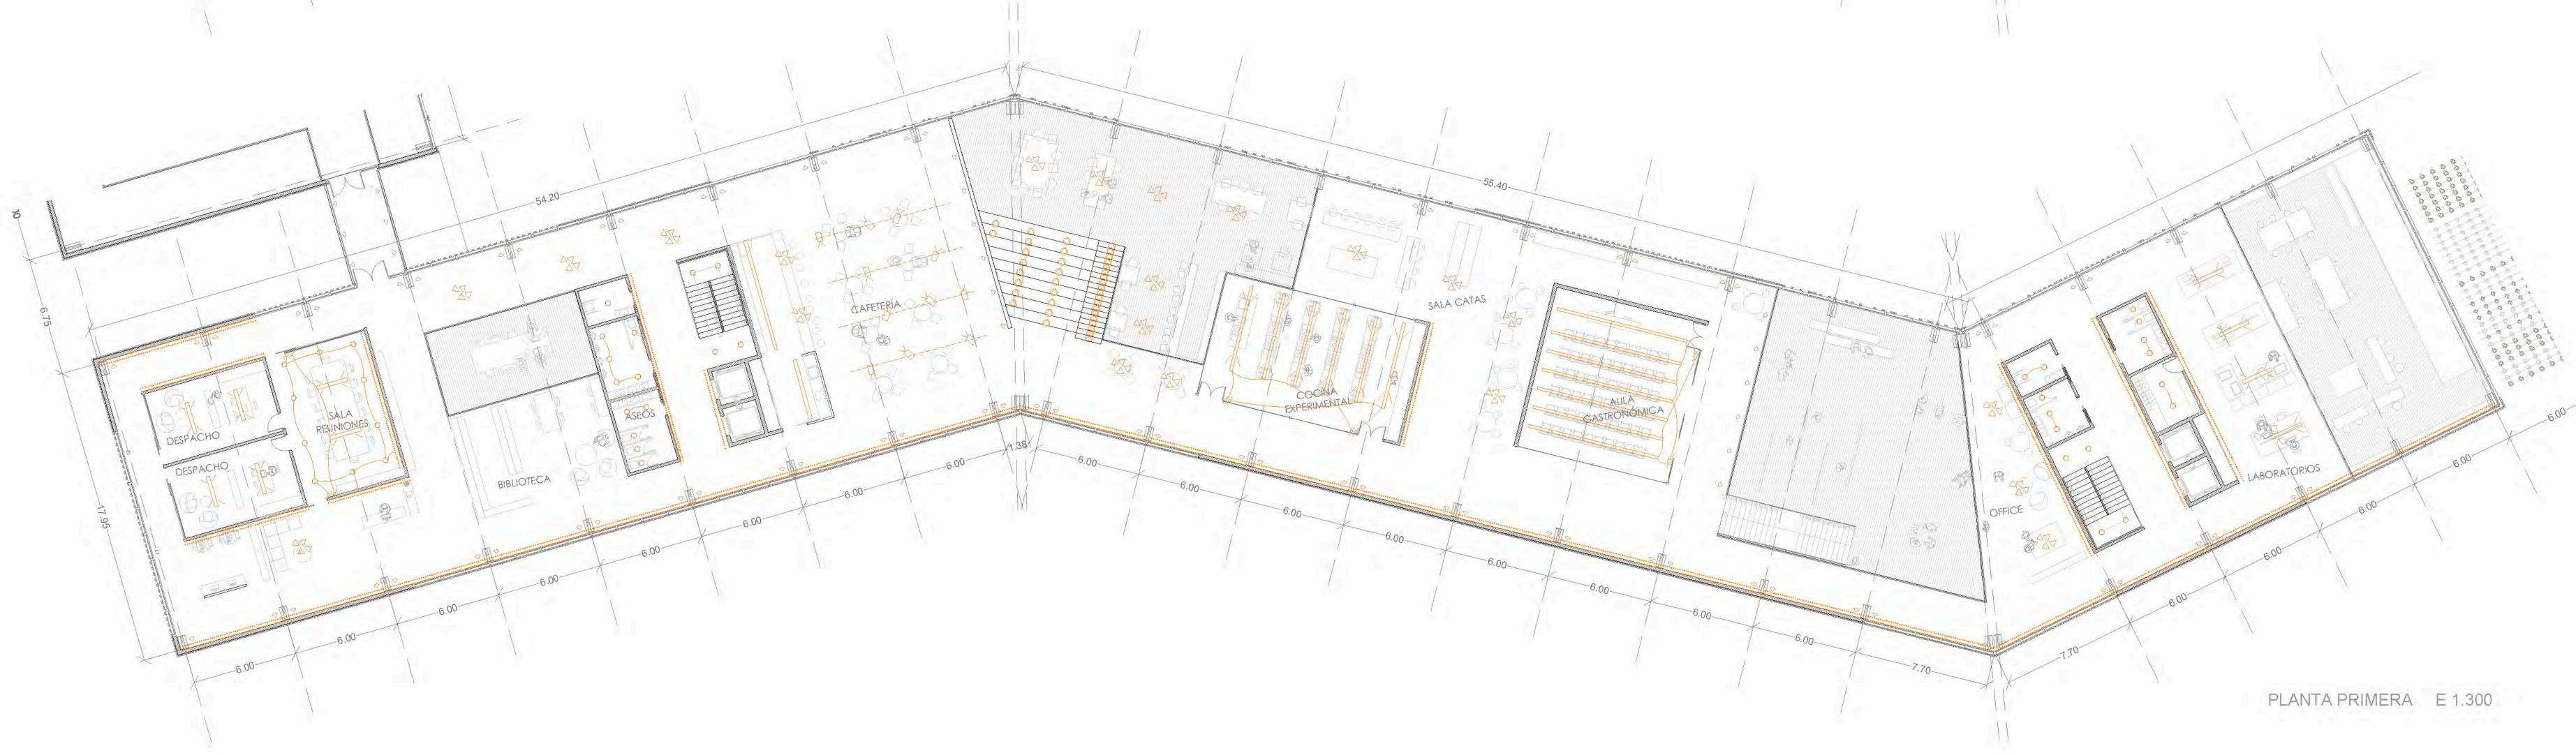 54.20
55.40
6.75
17.95
DESPACHO
DESPACHO
SALA
REUNIONES
BIBLIOTECA
ASEOS
CAFETERÍA
COCINA
EXPERIMENTAL
SALA CATAS
AULA
GASTRONÓMICA
OFFICE
LABORATORIOS
6.00
6.00
6.00
6.00
6.00
6.00
6.00
6.00
1.38
6.00
6.00
6.00
6.00
6.00
6.00
6.00
6.00
7.70
7.70
6.00
6.00
6.00
6.00
6.00
PLANTA PRIMERA E 1.300